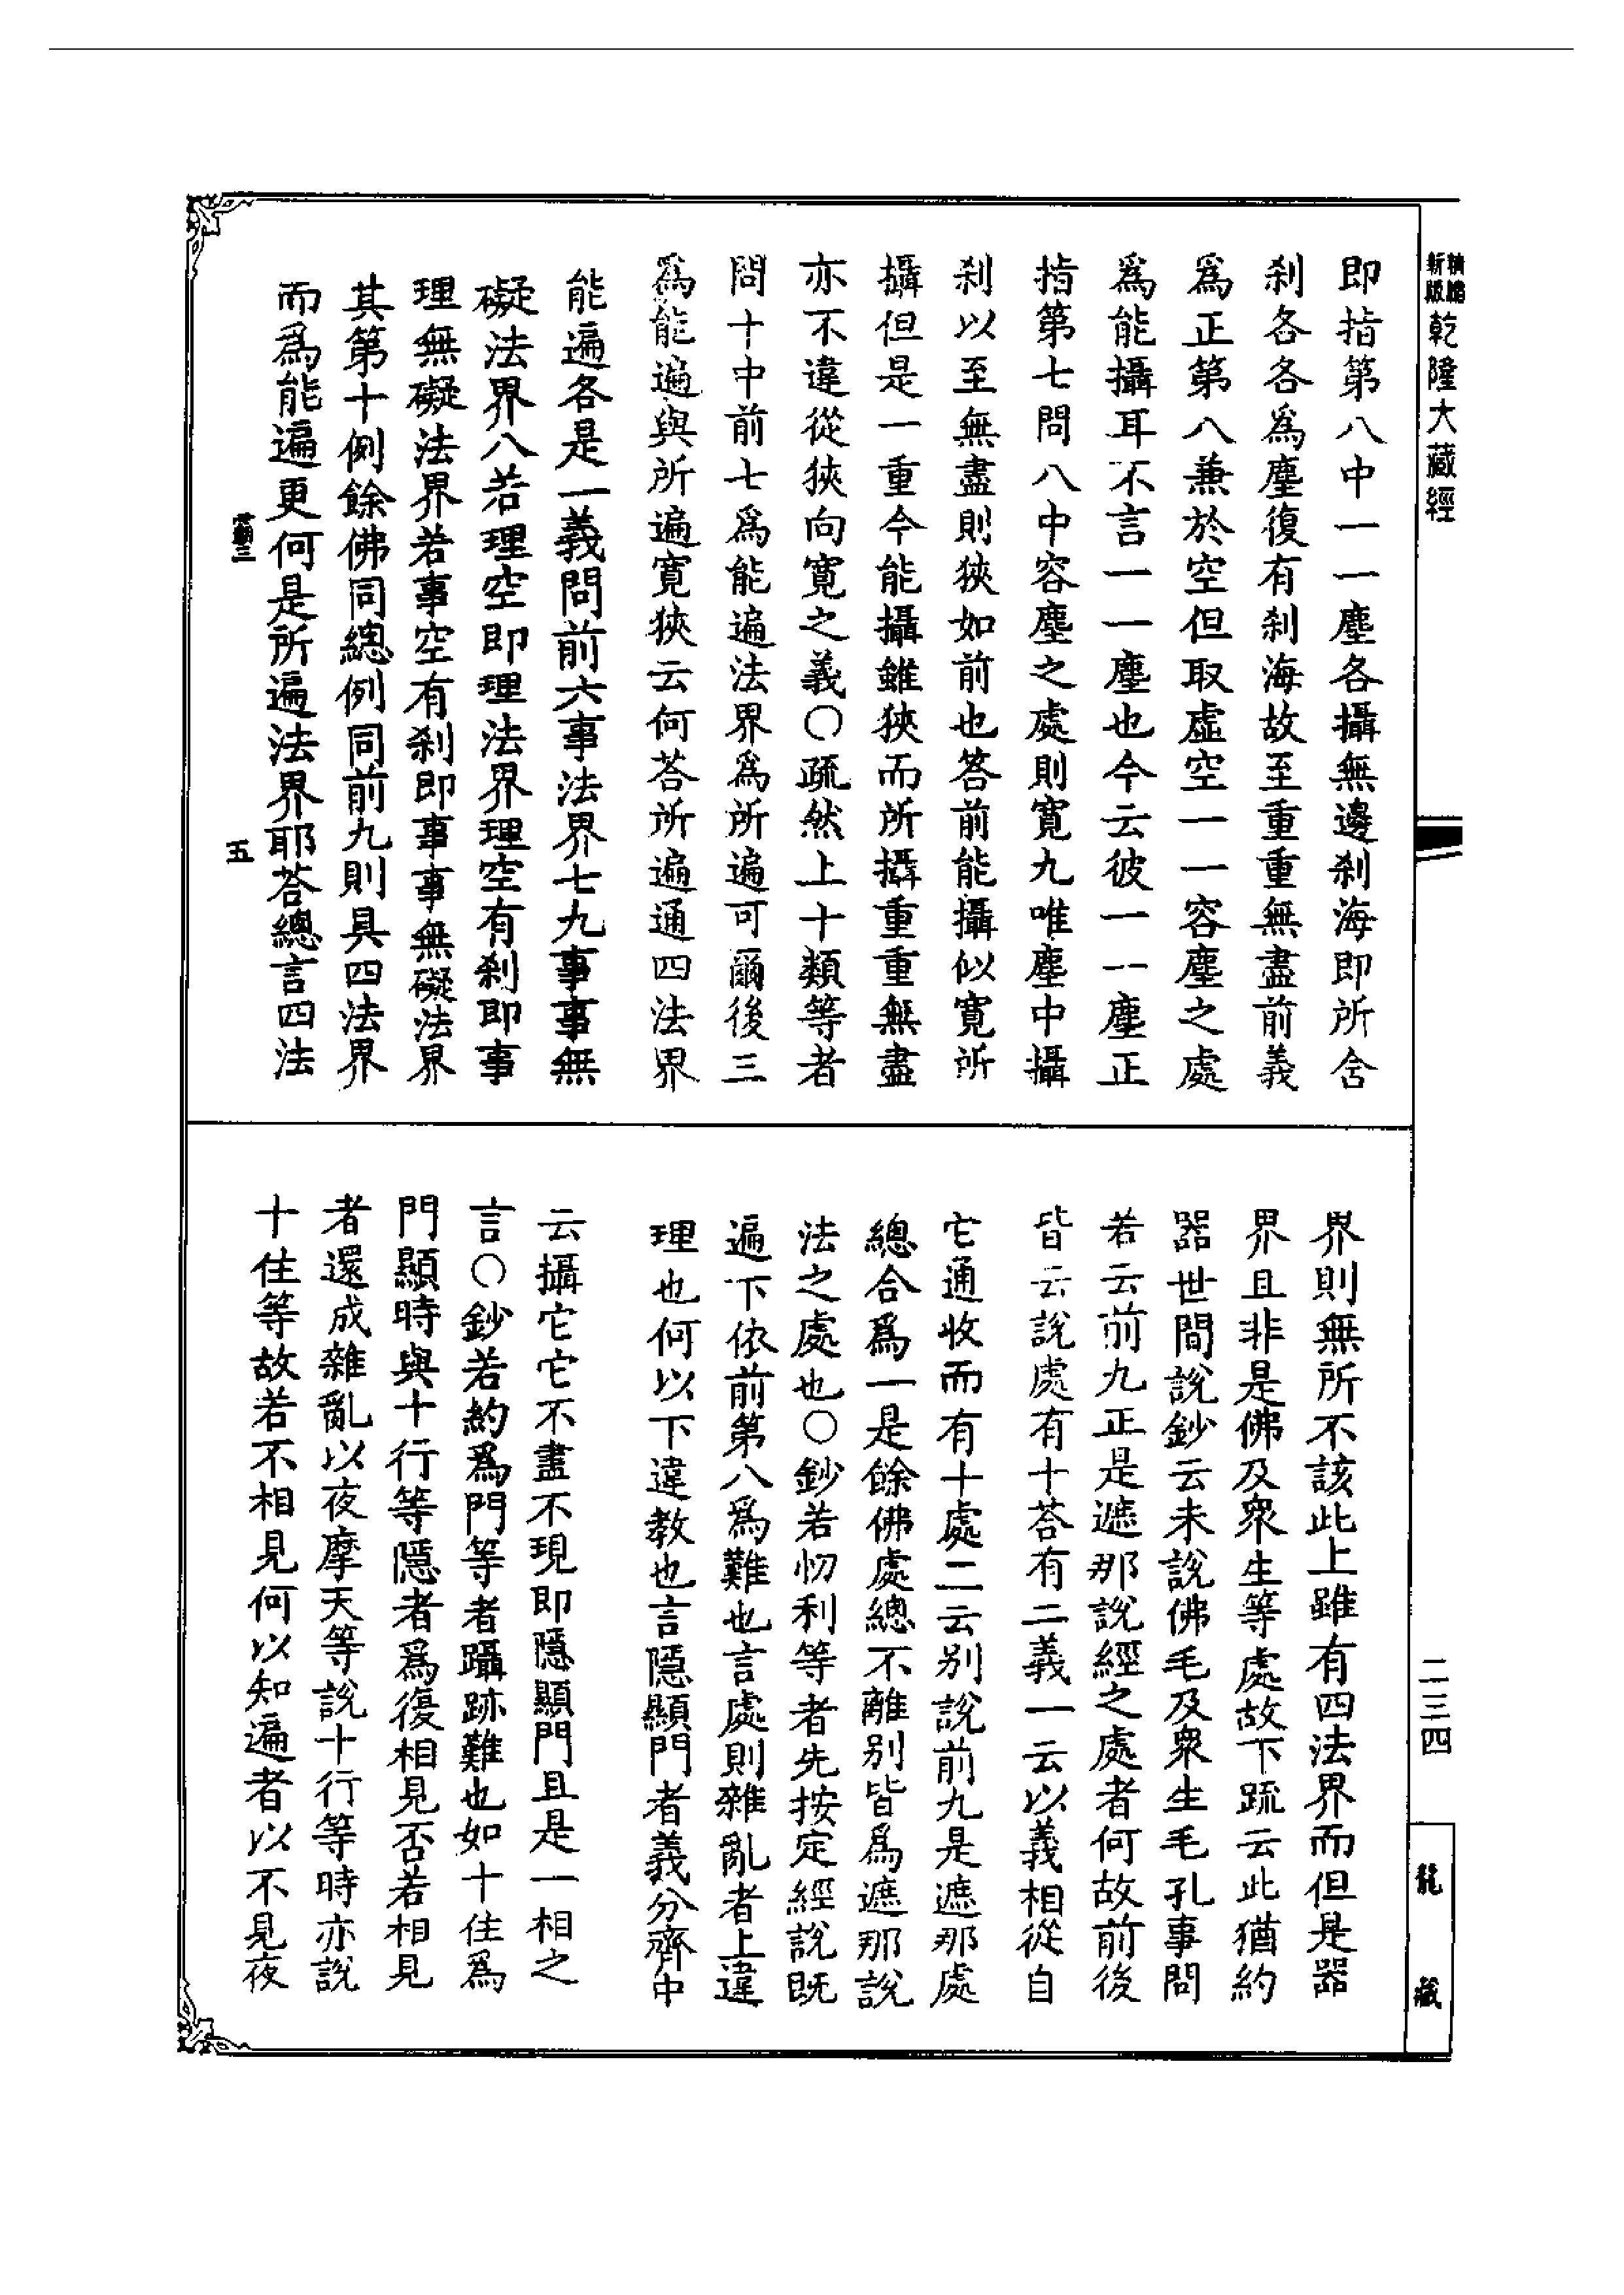 新版精縮乾隆大藏經
即指第八中一一塵各攝無邊刹海即所含
刹各各爲塵復有刹海故至重重無盡前義
爲正第八兼於空但取虛空一一容塵之處
爲能攝耳不言一一塵也今云彼一一塵正
指第七問八中容塵之處則寬九唯塵中攝
刹以至無盡則狹如前也答前能攝似寬所
攝但是一重今能攝雖狹而所攝重重無盡
亦不違從狹向寬之義〇疏然上十類等者
問十中前七爲能遍法界爲所遍可爾後三
爲能遍與所遍寬狹云何荅所遍通四法界
能遍各是一義問前六事法界七九事事無
礙法界八若理空即理法界理空有刹即事
理無礙法界若事空有刹即事事無礙法界
其第十例餘佛同總例同前九則具四法界
而爲能遍更何是所遍法界耶荅總言四法
五
界則無所不該此上雖有四法界而但是器
界且非是佛及衆生等處故下疏云此猶約
器世間說鈔云未說佛毛及衆生毛孔事問
若云前九正是遮那說經之處者何故前後
皆云說處有十荅有二義一云以義相從自
它通收而有十處二云別說前九是遮那處
總合爲一是餘佛處總不離別皆爲遮那說
法之處也〇鈔若忉利等者先按定經說既
遍下依前第八爲難也言處則雜亂者上違
理也何以下違教也言隱顯門者義分齊中
云攝它它不盡不現即隱顯門且是一相之
言〇鈔若約爲門等者躡跡難也如十住爲
門顯時與十行等隱者爲復相見否若相見
者還成雜亂以夜摩天等說十行等時亦說
十住等故若不相見何以知遍者以不見夜
二三四
龍藏